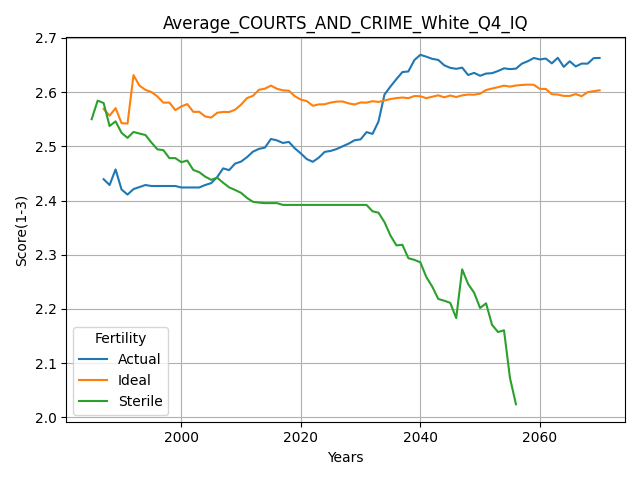 Average_COURTS_AND_CRIME_White_Q4_IQ
2.7
2.6
2.5
2.4
2.3
2.2
2.1
2.0
Score(1-3)
Fertility
Actual
Ideal
Sterile
2000
2020
2040
2060
Years